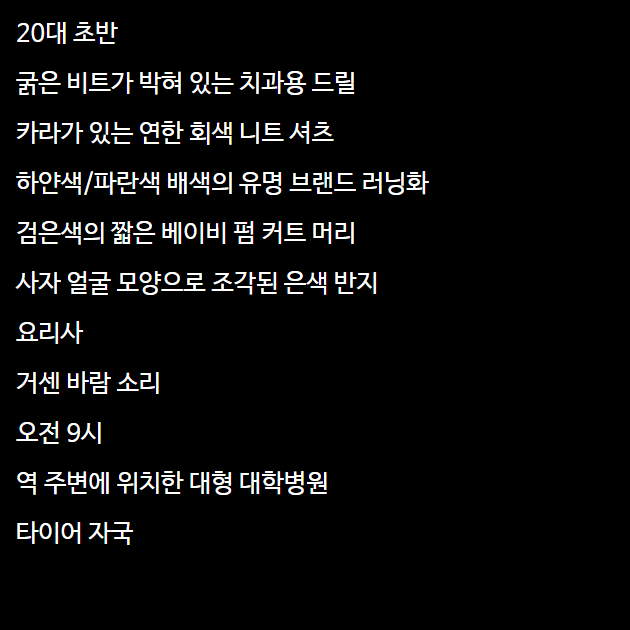 20대 초반
굵은 비트가 박혀 있는 치과용 드릴
카라가 있는 연한 회색 니트 셔츠
하얀색/파란색 배색의 유명 브랜드 러닝화
검은색의 짧은 베이비 펌 커트 머리
사자 얼굴 모양으로 조각된 은색 반지
요리사
거센 바람 소리
오전 9시
역 주변에 위치한 대형 대학병원
타이어 자국